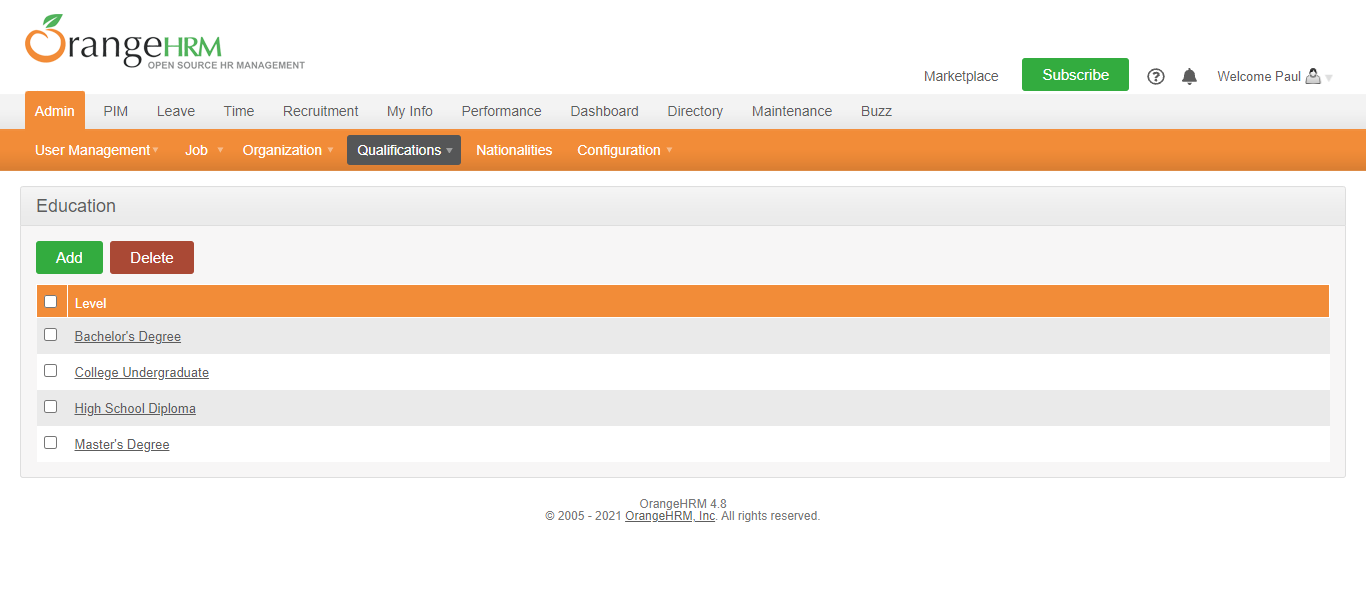 OrangeHRM
OPEN SOURCE HR MANAGEMENT
Marketplace Subscribe Welcome Paul
Admin PIM Leave Time Recruitment My Info Performance Dashboard Directory Maintenance Buzz
User Management Job Organization Qualifications Nationalities Configuration
Education
Add Delete
Level
Bachelor's Degree
College Undergraduate
High School Diploma
Master's Degree
OrangeHRM 4.8
© 2005 - 2021 OrangeHRM, Inc. All rights reserved.